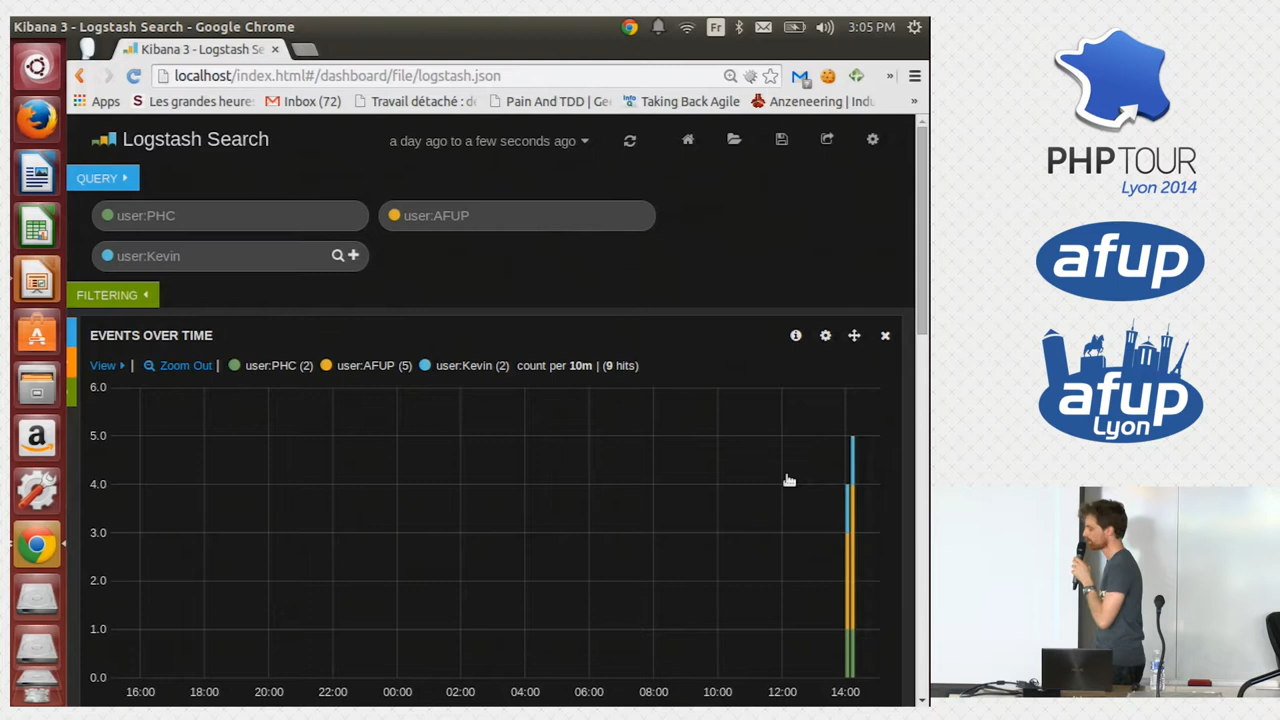 Kibana 3 - Logstash Search - Google Chrome
Fr
3:05 PM
Kibana 3 - Logstash Se
localhost/index.html#/dashboard/file/logstash.json
Apps
Les grandes heure
Inbox (72)
Travail détaché : d
Pain And TDD | Ge
Taking Back Agile
Anzeneering | Indu
Logstash Search
a day ago to a few seconds ago
QUERY
user:PHC
user:AFUP
user:Kevin
FILTERING
EVENTS OVER TIME
View | Zoom Out | user:PHC (2) user:AFUP (5) user:Kevin (2) count per 10m | (9 hits)
6.0
5.0
4.0
3.0
2.0
1.0
0.0
16:00 18:00 20:00 22:00 00:00 02:00 04:00 06:00 08:00 10:00 12:00 14:00
PHPTOUR
Lyon 2014
afup
afup
Lyon